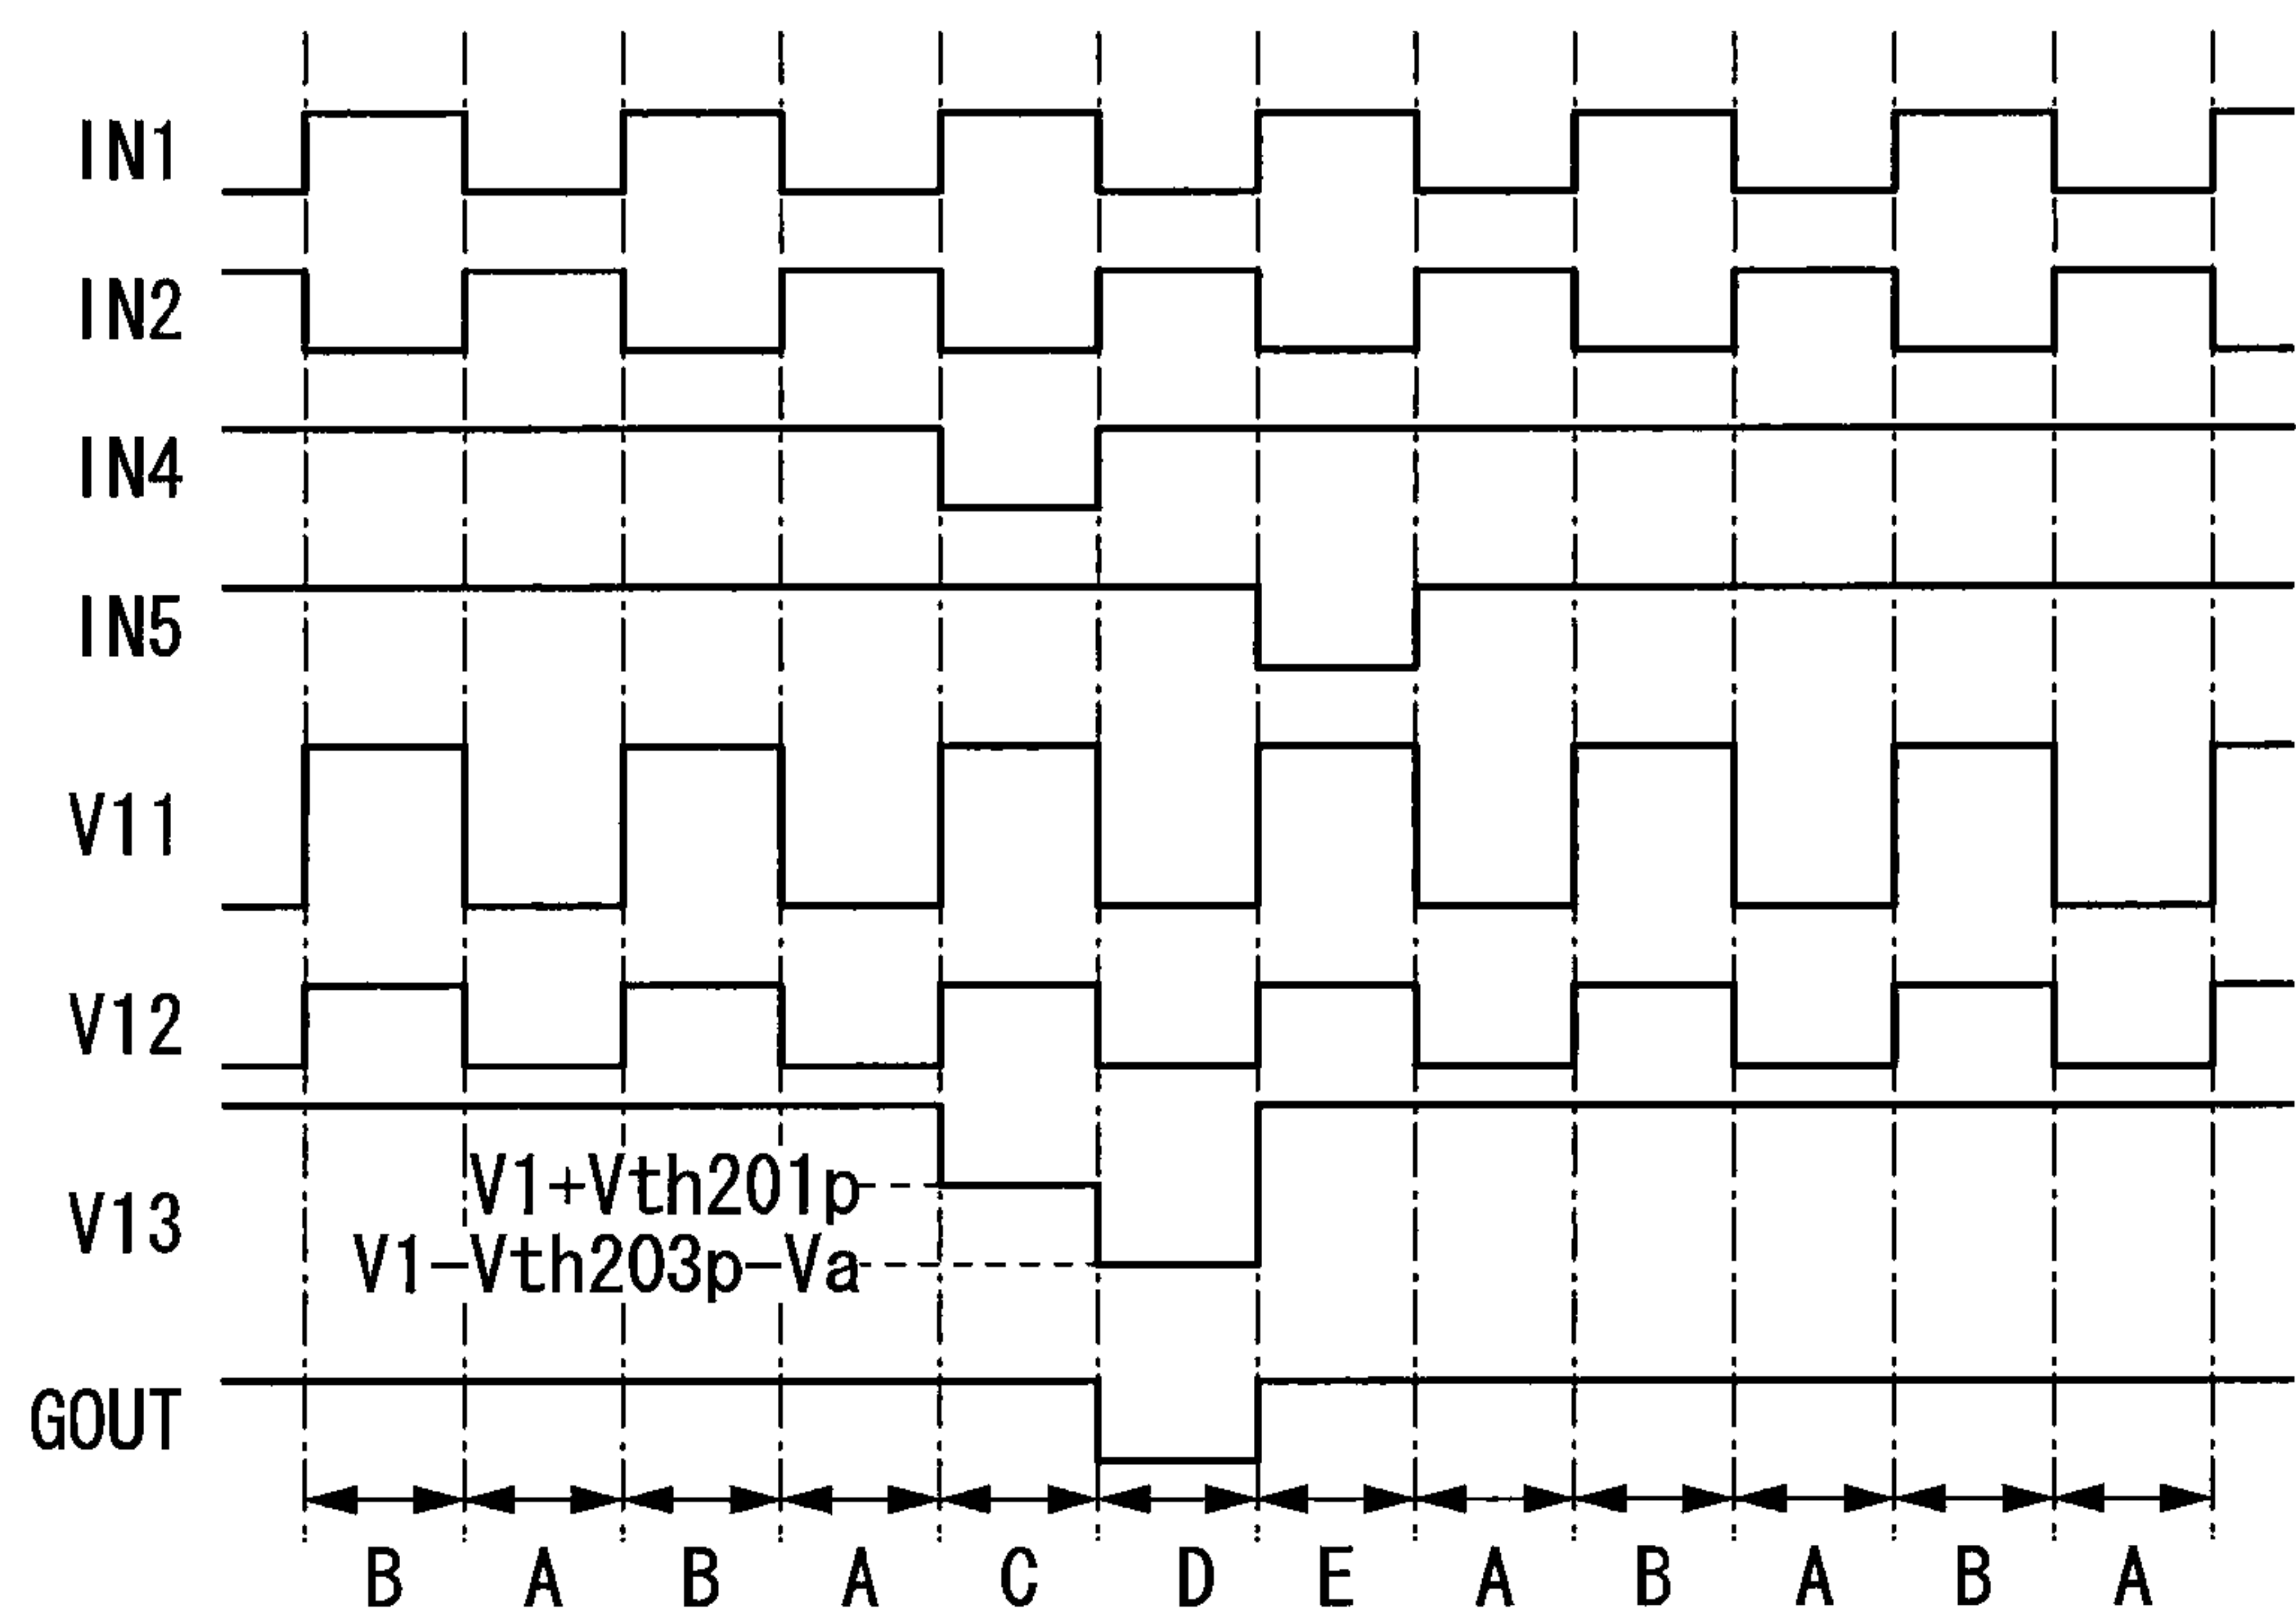 IN1
IN2
IN4
IN5
V11
V12
V13
V1+Vth201p
V1-Vth203p-Va
GOUT
B A B A C D E A B A B A